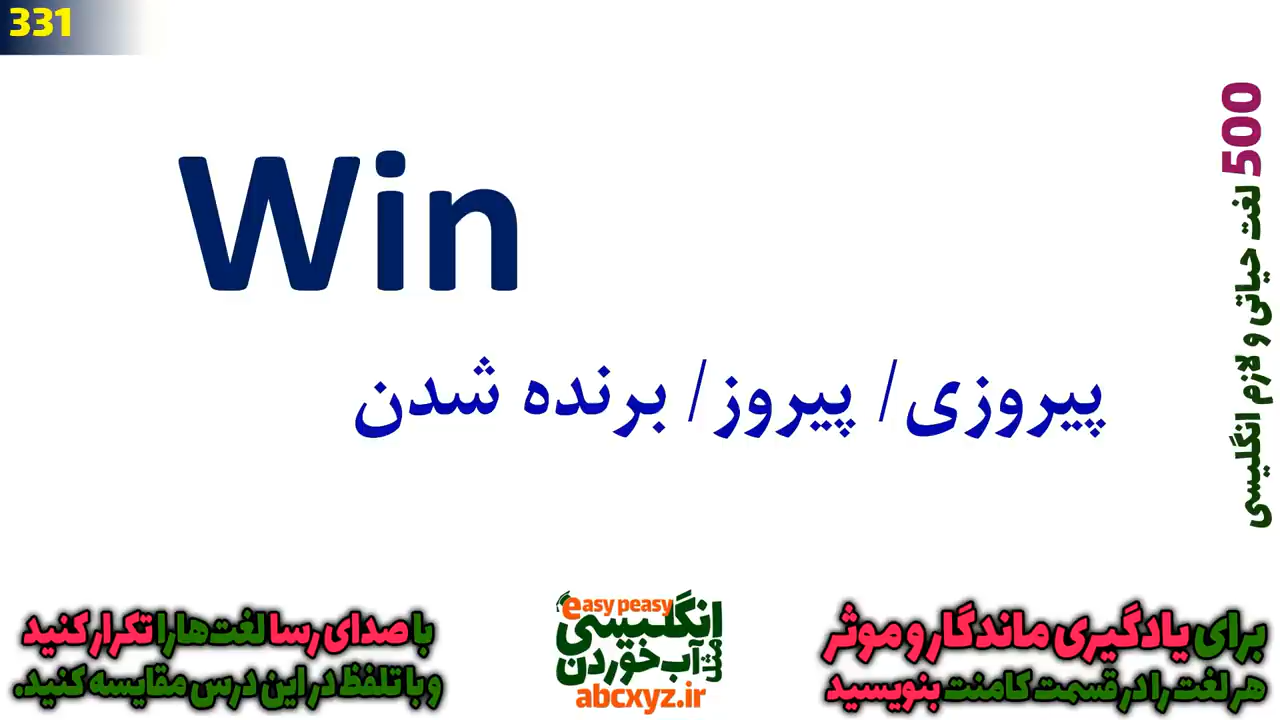 331
Win
پیروزی/ پیروز/ برنده شدن
500 لغت حیاتی و لازم انگلیسی
برای یادگیری ماندگار و موثر
هر لغت را در قسمت کامنت بنویسید
easy peasy
انگلیسی
مثل آب خوردن
abcxyz.ir
با صدای رسا لغت‌ها را تکرار کنید
و با تلفظ در این درس مقایسه کنید.